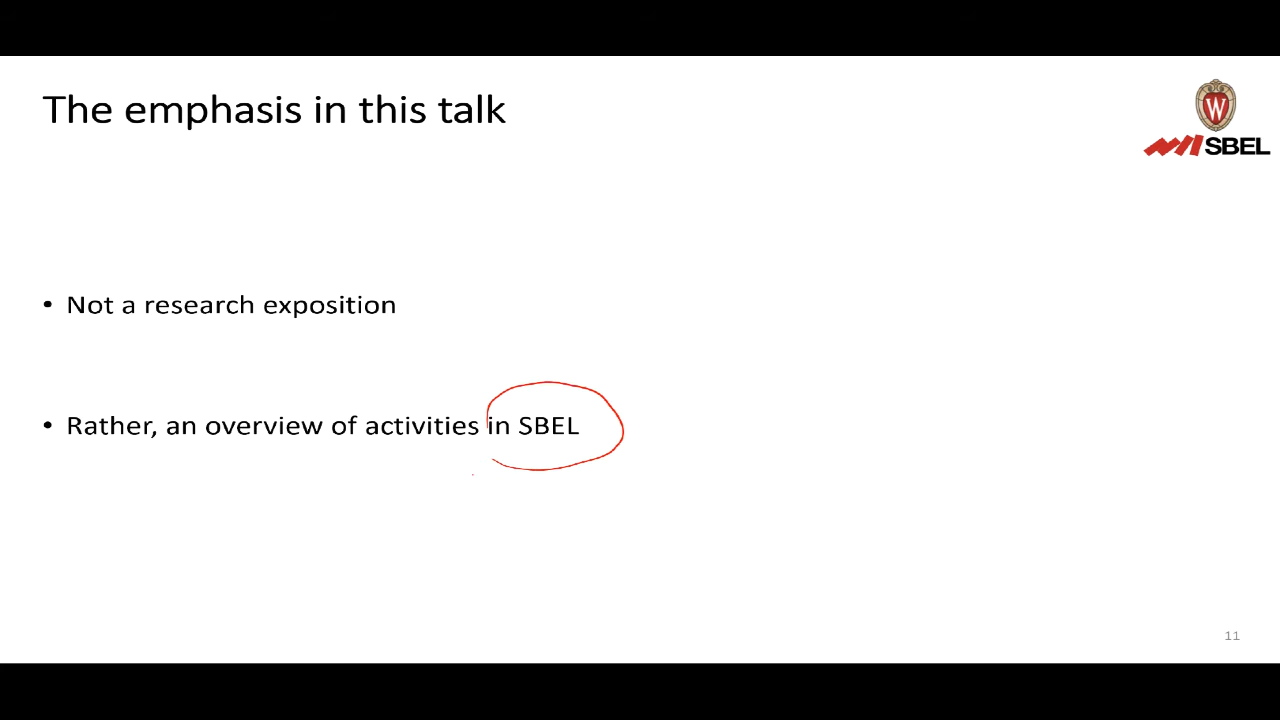 The emphasis in this talk
W
SBEL
• Not a research exposition
• Rather, an overview of activities in SBEL
11